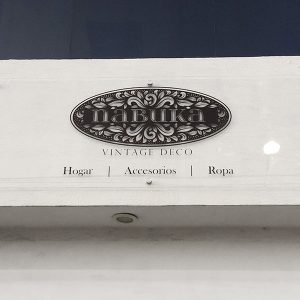 nabuka
VINTAGE DECO
Hogar | Accesorios | Ropa